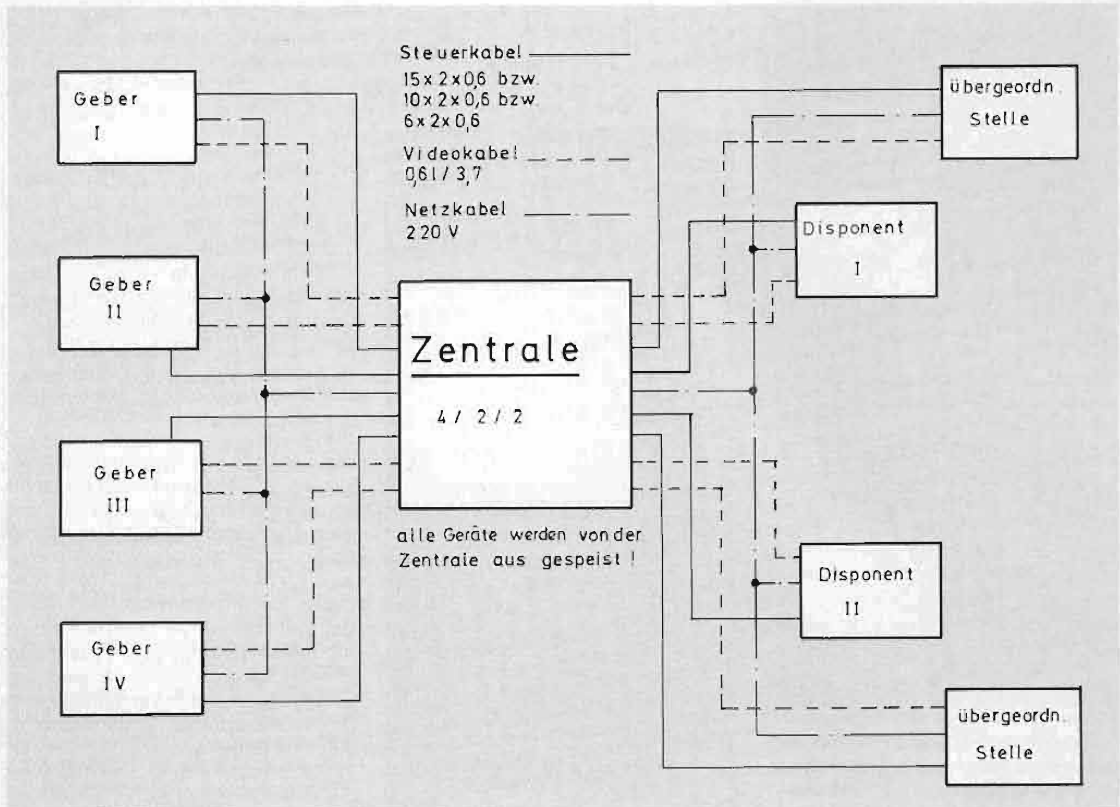 Steuerkabel
15 x 2 x 0,6 bzw.
10 x 2 x 0,6 bzw.
6 x 2 x 0,6
Videokabel
0,6 l / 3,7
Netzkabel
220 V
Geber
I
Geber
II
Geber
III
Geber
IV
Zentrale
4 / 2 / 2
alle Geräte werden von der
Zentrale aus gespeist !
übergeordn.
Stelle
Disponent
I
Disponent
II
übergeordn.
Stelle